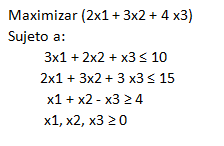 Maximizar (2x1 + 3x2 + 4 x3)
Sujeto a:
3x1 + 2x2 + x3 ≤ 10
2x1 + 3x2 + 3 x3 ≤ 15
x1 + x2 - x3 ≥ 4
x1, x2, x3 ≥ 0